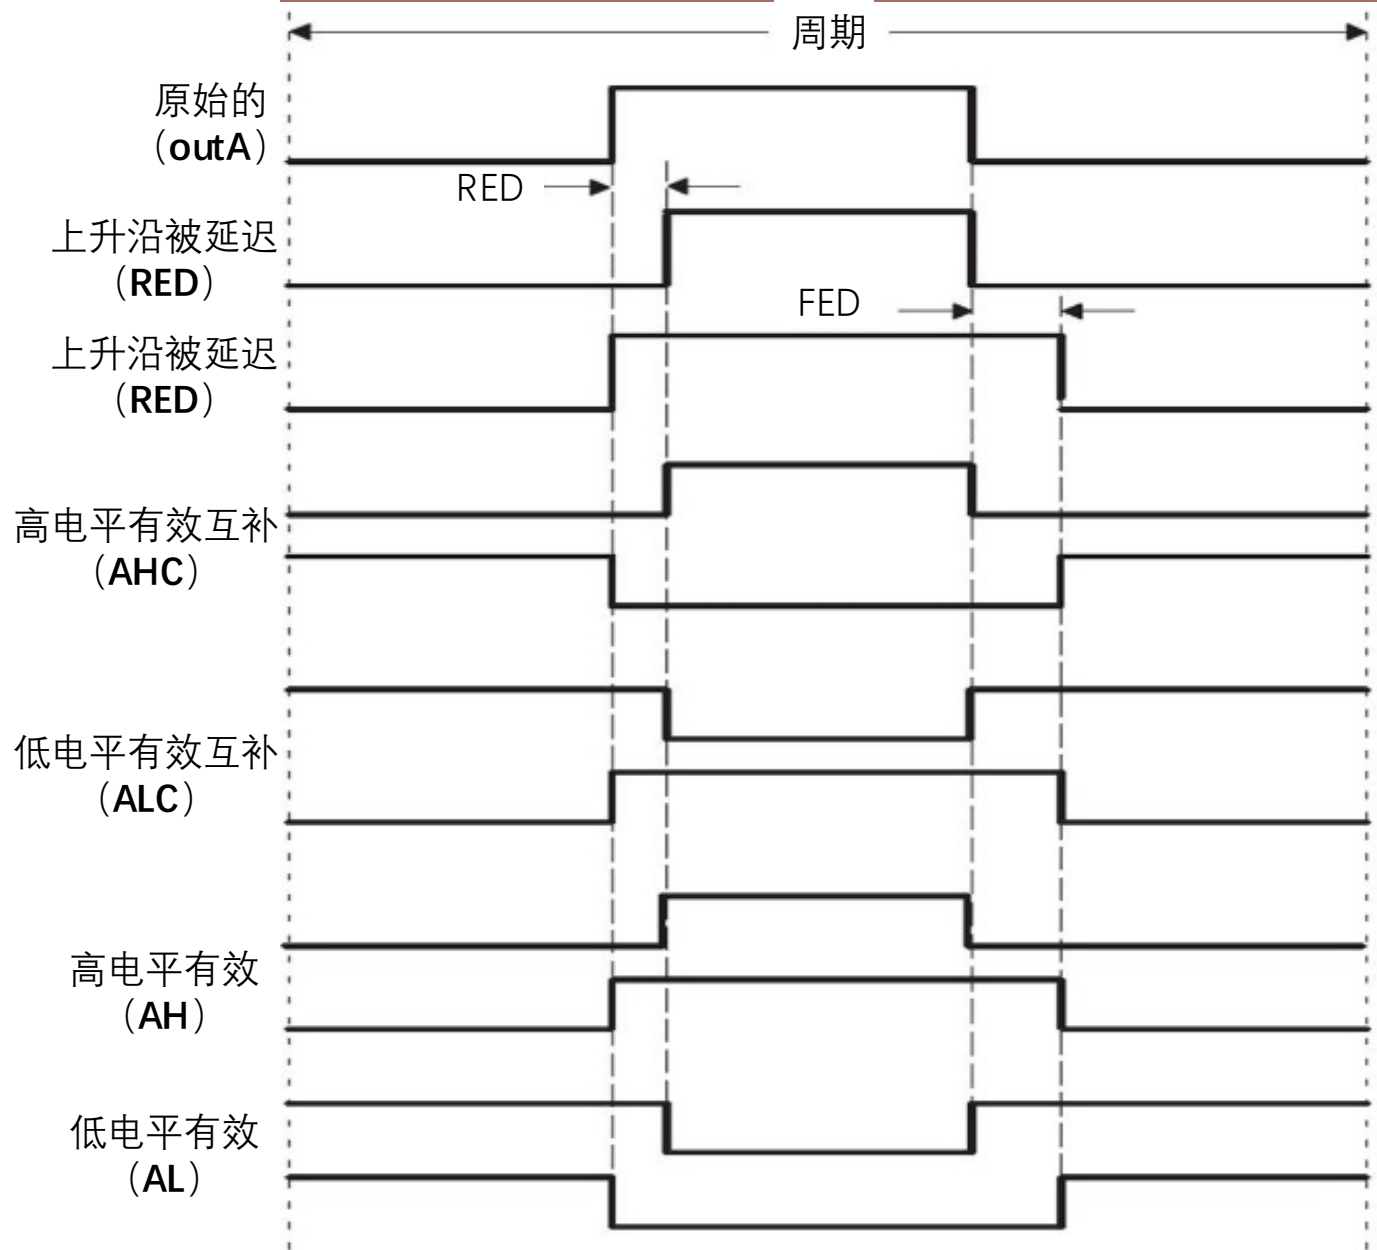 周期
原始的
（outA）
RED
上升沿被延迟
（RED）
FED
上升沿被延迟
（RED）
高电平有效互补
（AHC）
低电平有效互补
（ALC）
高电平有效
（AH）
低电平有效
（AL）